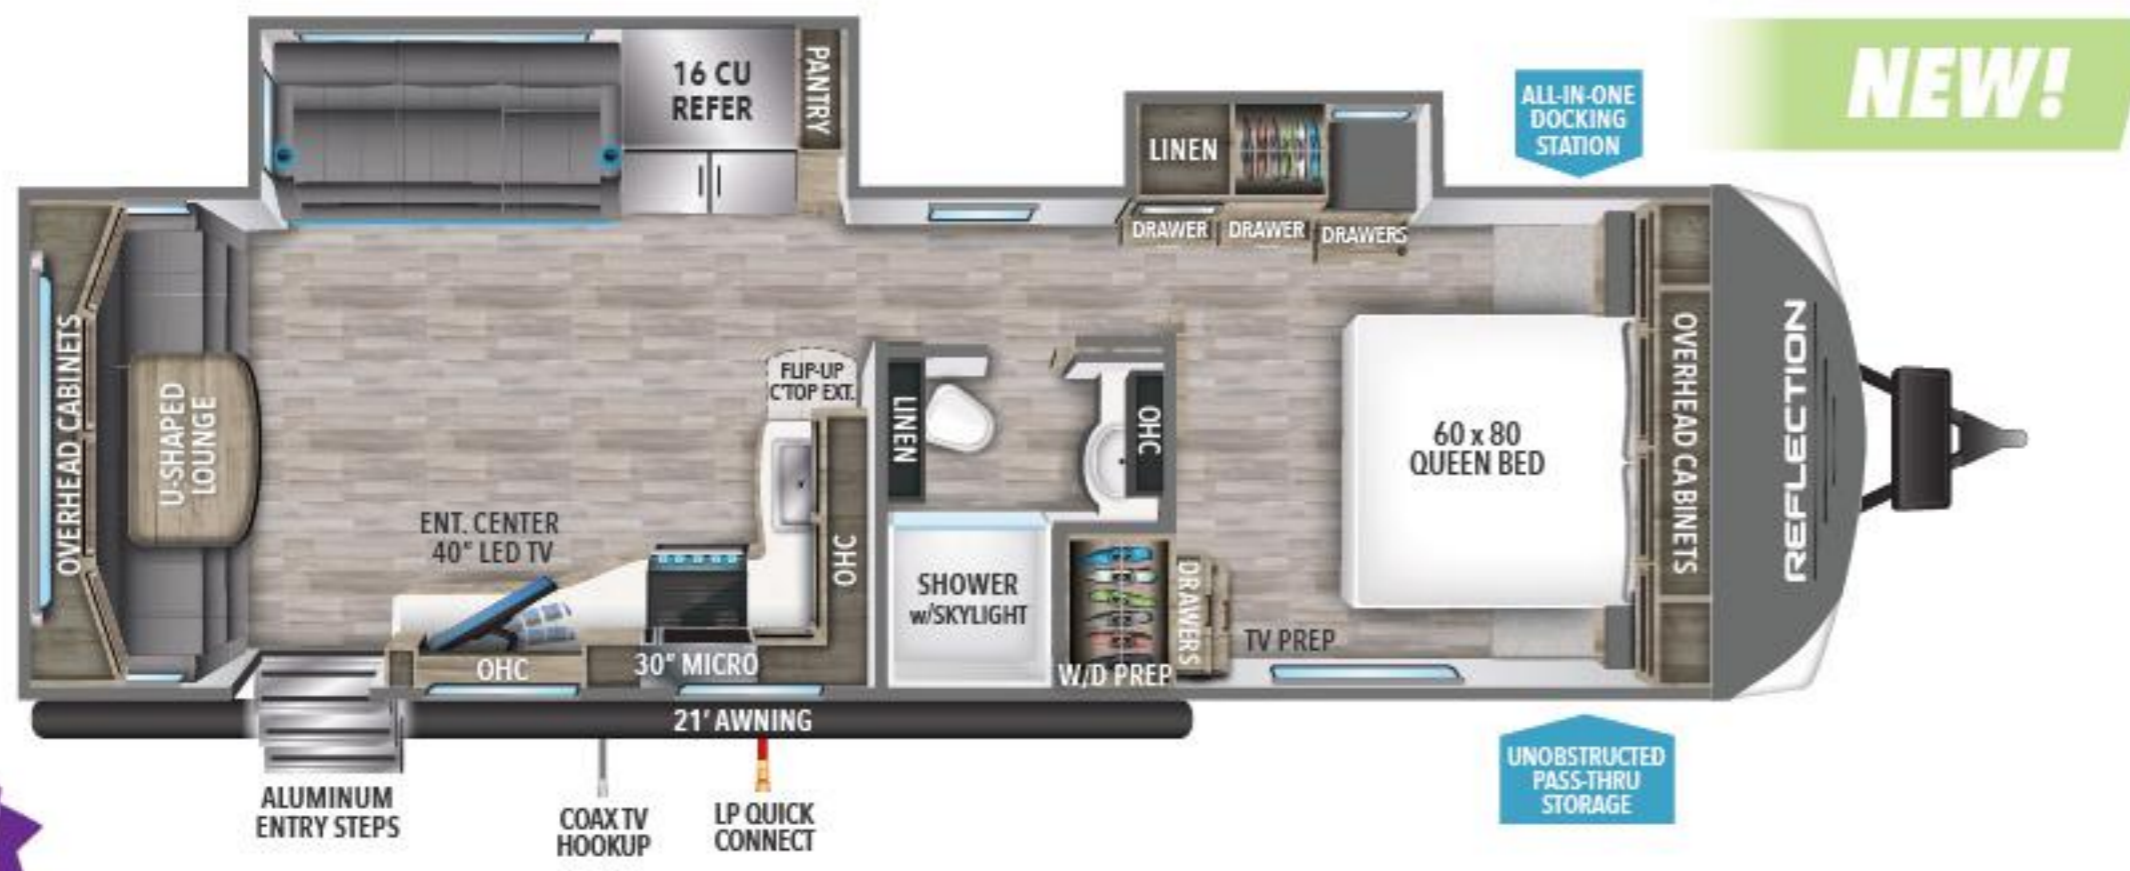 NEW!
16 CU
REFER
PANTRY
ALL-IN-ONE
DOCKING
STATION
LINEN
DRAWER
DRAWER
DRAWERS
OVERHEAD CABINETS
U-SHAPED
LOUNGE
FLIP-UP
C'TOP EXT.
LINEN
OHC
60 x 80
QUEEN BED
OVERHEAD CABINETS
REFLECTION
ENT. CENTER
40" LED TV
OHC
SHOWER
w/SKYLIGHT
DRAWERS
TV PREP
OHC
30" MICRO
W/D PREP
21' AWNING
ALUMINUM
ENTRY STEPS
COAX TV
HOOKUP
LP QUICK
CONNECT
UNOBSTRUCTED
PASS-THRU
STORAGE